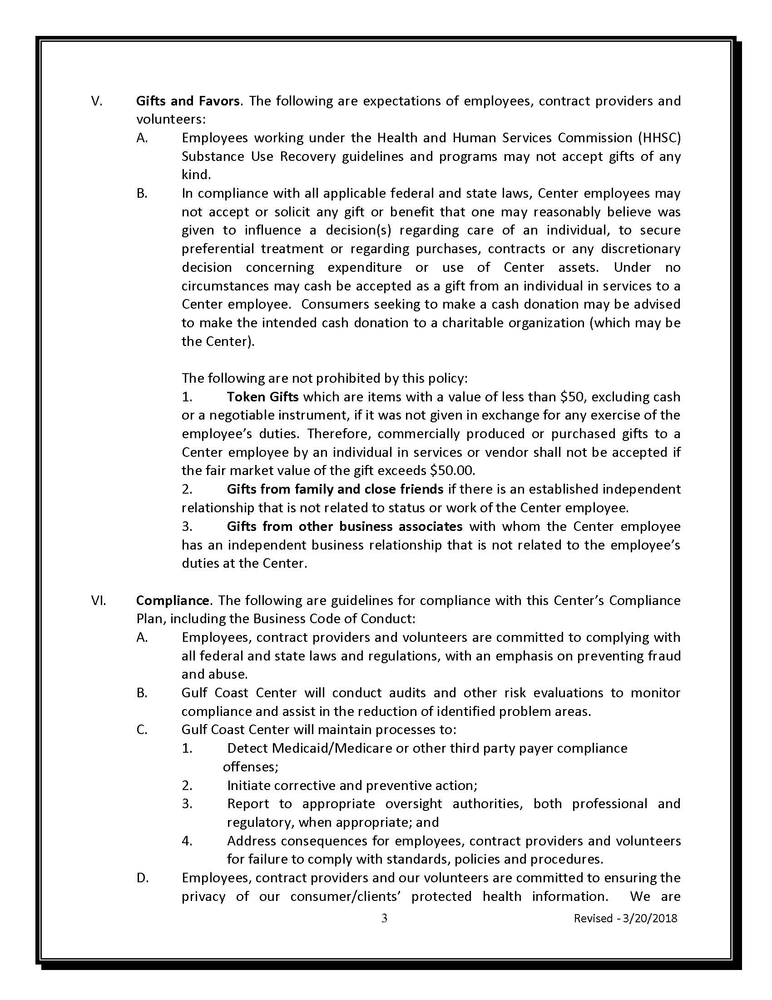 V. Gifts and Favors. The following are expectations of employees, contract providers and
volunteers:
A. Employees working under the Health and Human Services Commission (HHSC)
Substance Use Recovery guidelines and programs may not accept gifts of any
kind.
B. In compliance with all applicable federal and state laws, Center employees may
not accept or solicit any gift or benefit that one may reasonably believe was
given to influence a decision(s) regarding care of an individual, to secure
preferential treatment or regarding purchases, contracts or any discretionary
decision concerning expenditure or use of Center assets. Under no
circumstances may cash be accepted as a gift from an individual in services to a
Center employee. Consumers seeking to make a cash donation may be advised
to make the intended cash donation to a charitable organization (which may be
the Center).
The following are not prohibited by this policy:
1. Token Gifts which are items with a value of less than $50, excluding cash
or a negotiable instrument, if it was not given in exchange for any exercise of the
employee’s duties. Therefore, commercially produced or purchased gifts to a
Center employee by an individual in services or vendor shall not be accepted if
the fair market value of the gift exceeds $50.00.
2. Gifts from family and close friends if there is an established independent
relationship that is not related to status or work of the Center employee.
3. Gifts from other business associates with whom the Center employee
has an independent business relationship that is not related to the employee’s
duties at the Center.
VI. Compliance. The following are guidelines for compliance with this Center’s Compliance
Plan, including the Business Code of Conduct:
A. Employees, contract providers and volunteers are committed to complying with
all federal and state laws and regulations, with an emphasis on preventing fraud
and abuse.
B. Gulf Coast Center will conduct audits and other risk evaluations to monitor
compliance and assist in the reduction of identified problem areas.
C. Gulf Coast Center will maintain processes to:
1. Detect Medicaid/Medicare or other third party payer compliance
offenses;
2. Initiate corrective and preventive action;
3. Report to appropriate oversight authorities, both professional and
regulatory, when appropriate; and
4. Address consequences for employees, contract providers and volunteers
for failure to comply with standards, policies and procedures.
D. Employees, contract providers and our volunteers are committed to ensuring the
privacy of our consumer/clients’ protected health information. We are
3 Revised - 3/20/2018